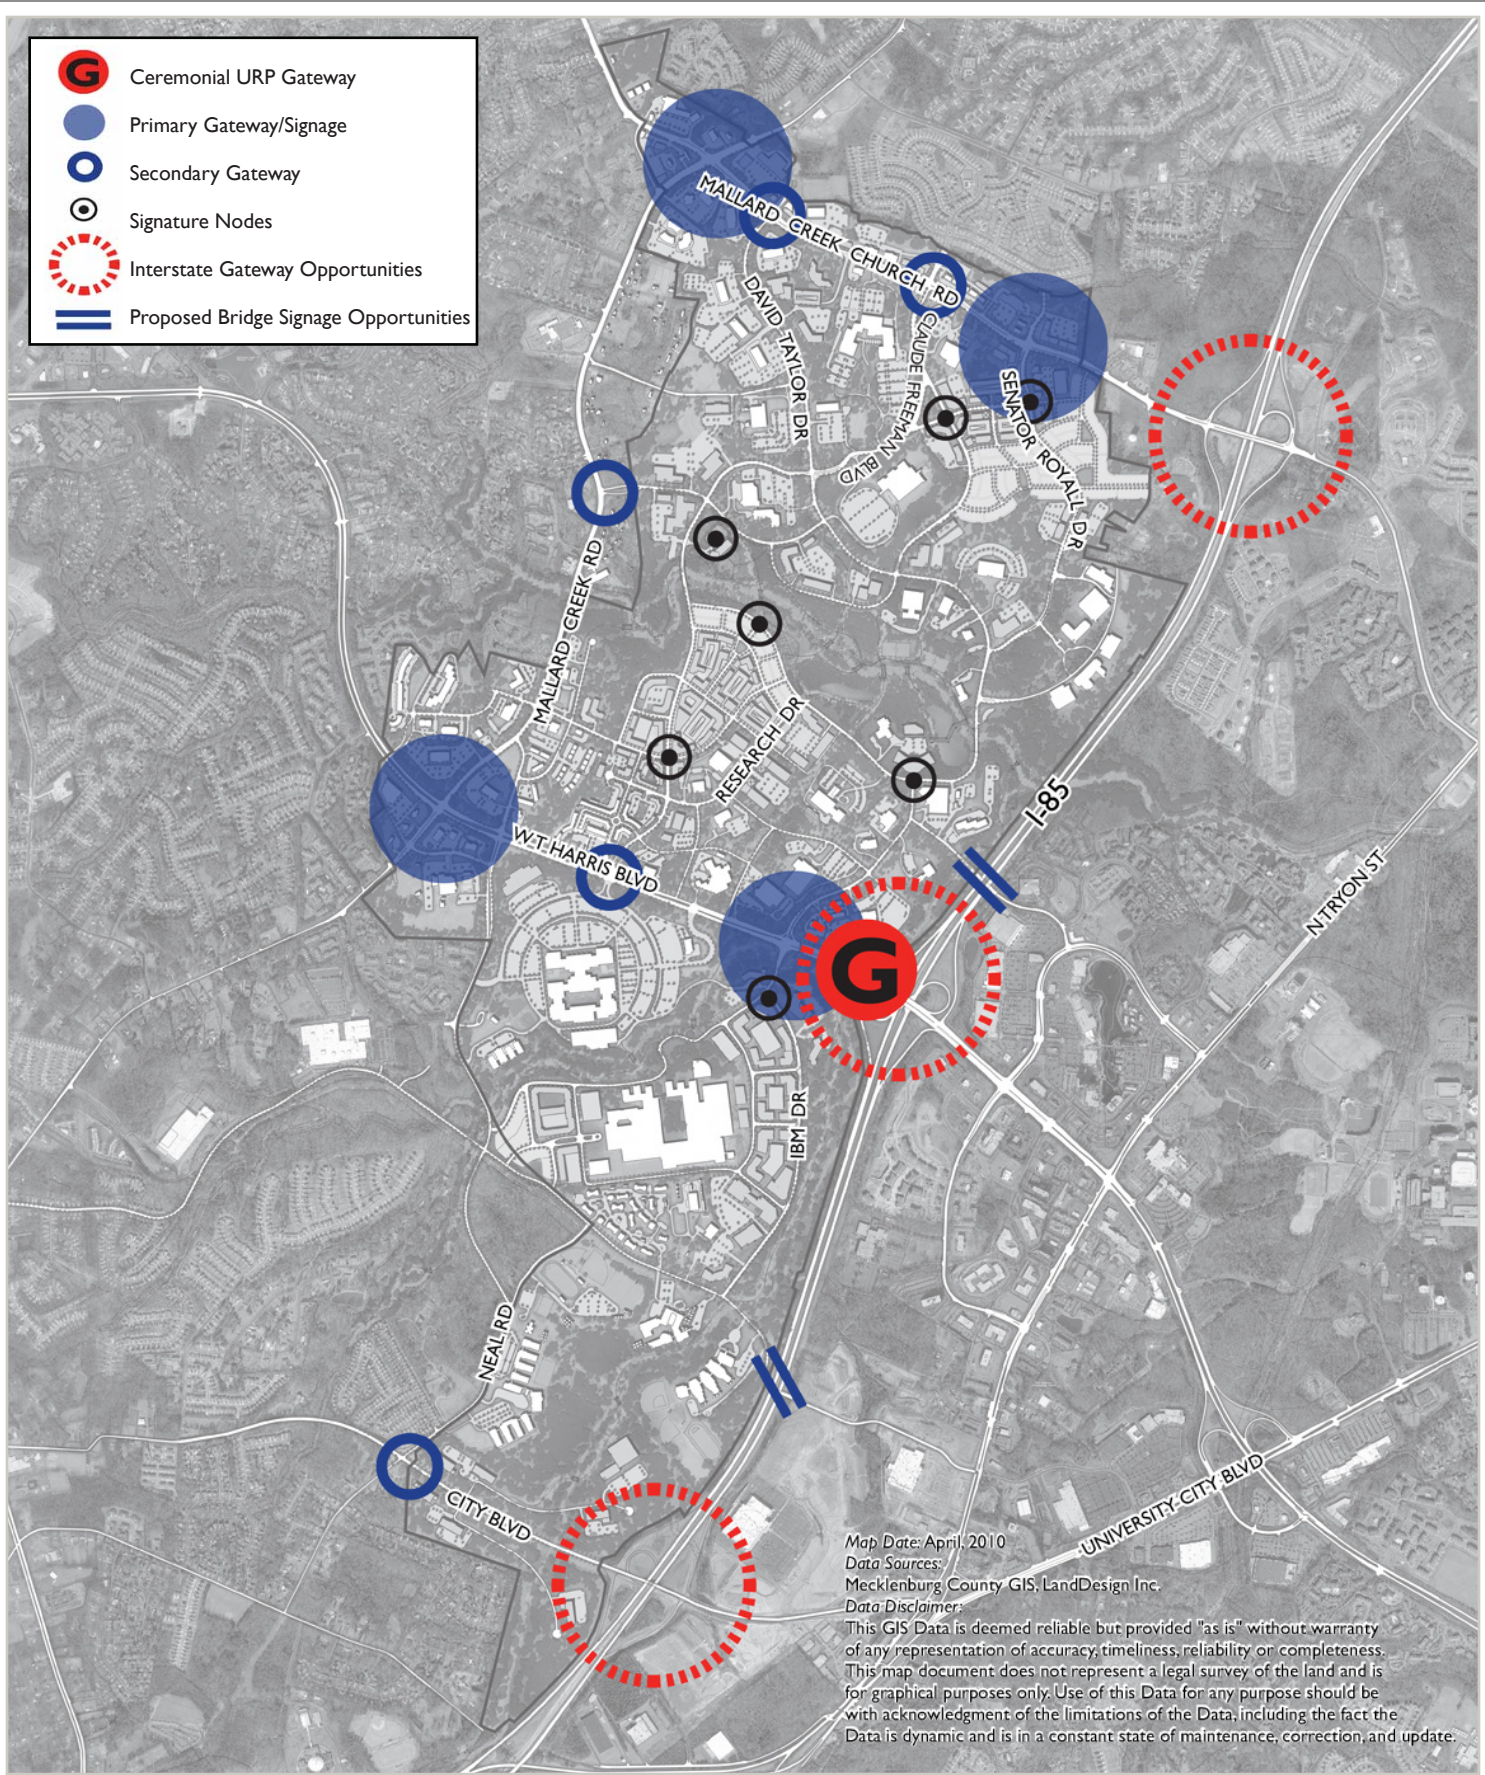 G
Ceremonial URP Gateway
Primary Gateway/Signage
Secondary Gateway
Signature Nodes
Interstate Gateway Opportunities
Proposed Bridge Signage Opportunities
MALLARD CREEK CHURCH RD
DAVID TAYLOR DR
CLAUDE FREEMAN BLVD
SENATOR ROYALL DR
MALLARD CREEK RD
RESEARCH DR
I-85
W.T HARRIS BLVD
N TRYON ST
G
IBM DR
NEAL RD
CITY BLVD
UNIVERSITY CITY BLVD
Map Date: April, 2010
Data Sources:
Mecklenburg County GIS, LandDesign Inc.
Data Disclaimer:
This GIS Data is deemed reliable but provided "as is" without warranty
of any representation of accuracy, timeliness, reliability or completeness.
This map document does not represent a legal survey of the land and is
for graphical purposes only. Use of this Data for any purpose should be
with acknowledgment of the limitations of the Data, including the fact the
Data is dynamic and is in a constant state of maintenance, correction, and update.